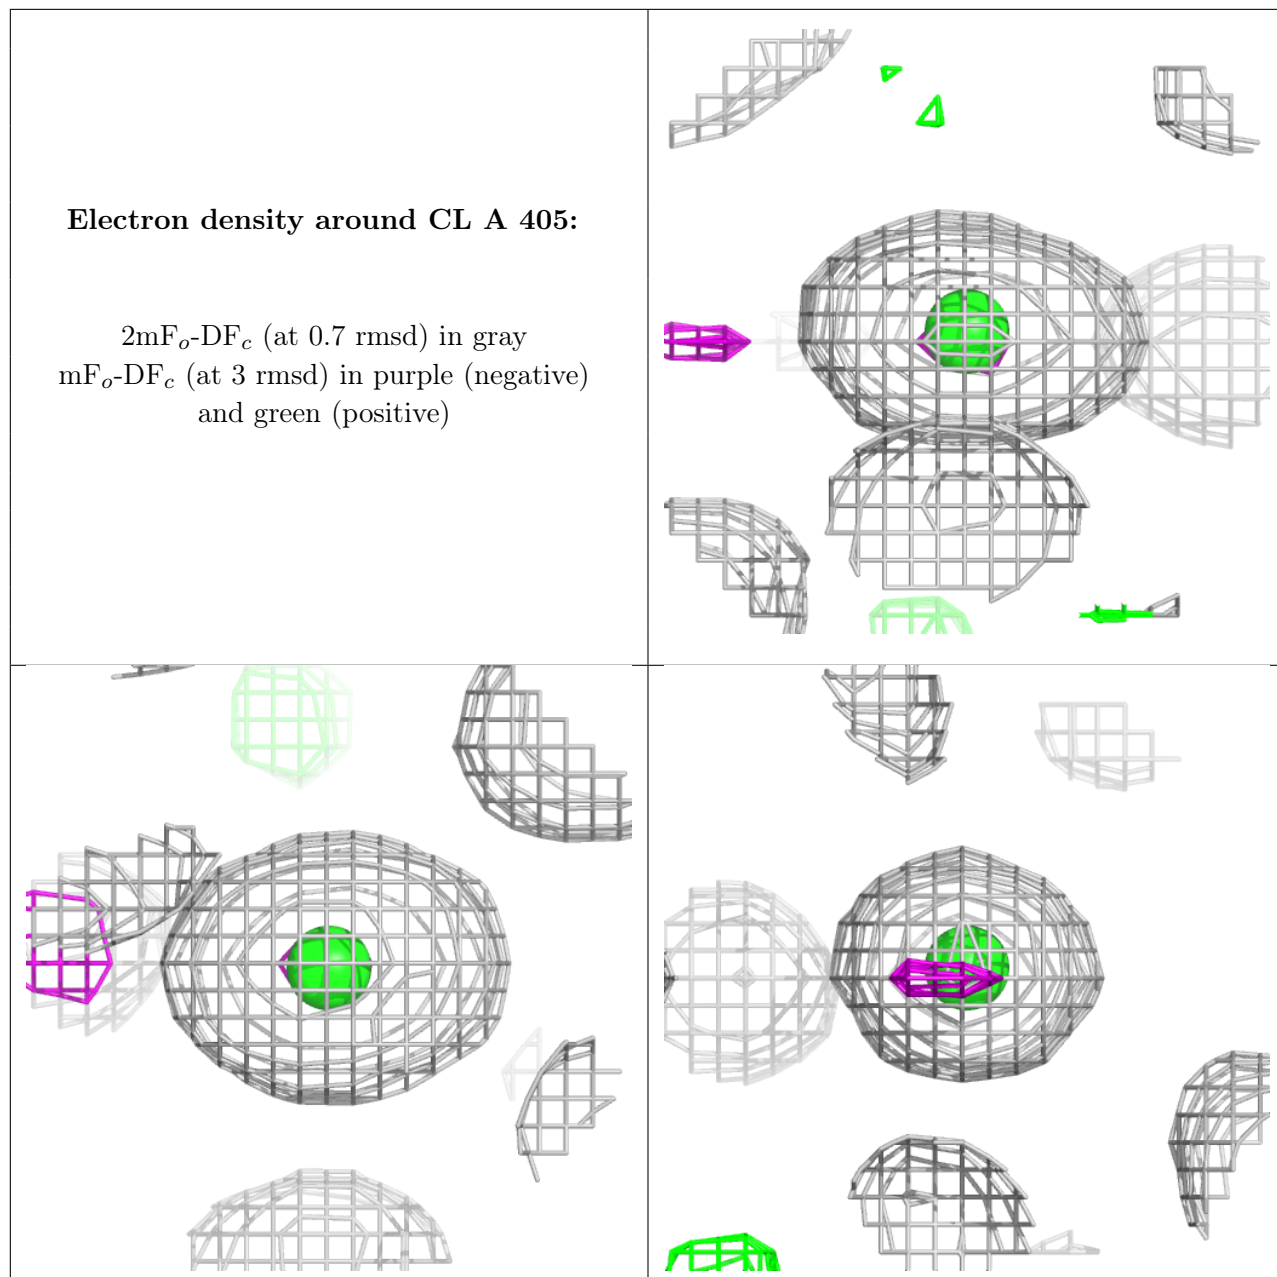 Electron density around CL A 405:
2mFo-DFc (at 0.7 rmsd) in gray
mFo-DFc (at 3 rmsd) in purple (negative)
and green (positive)